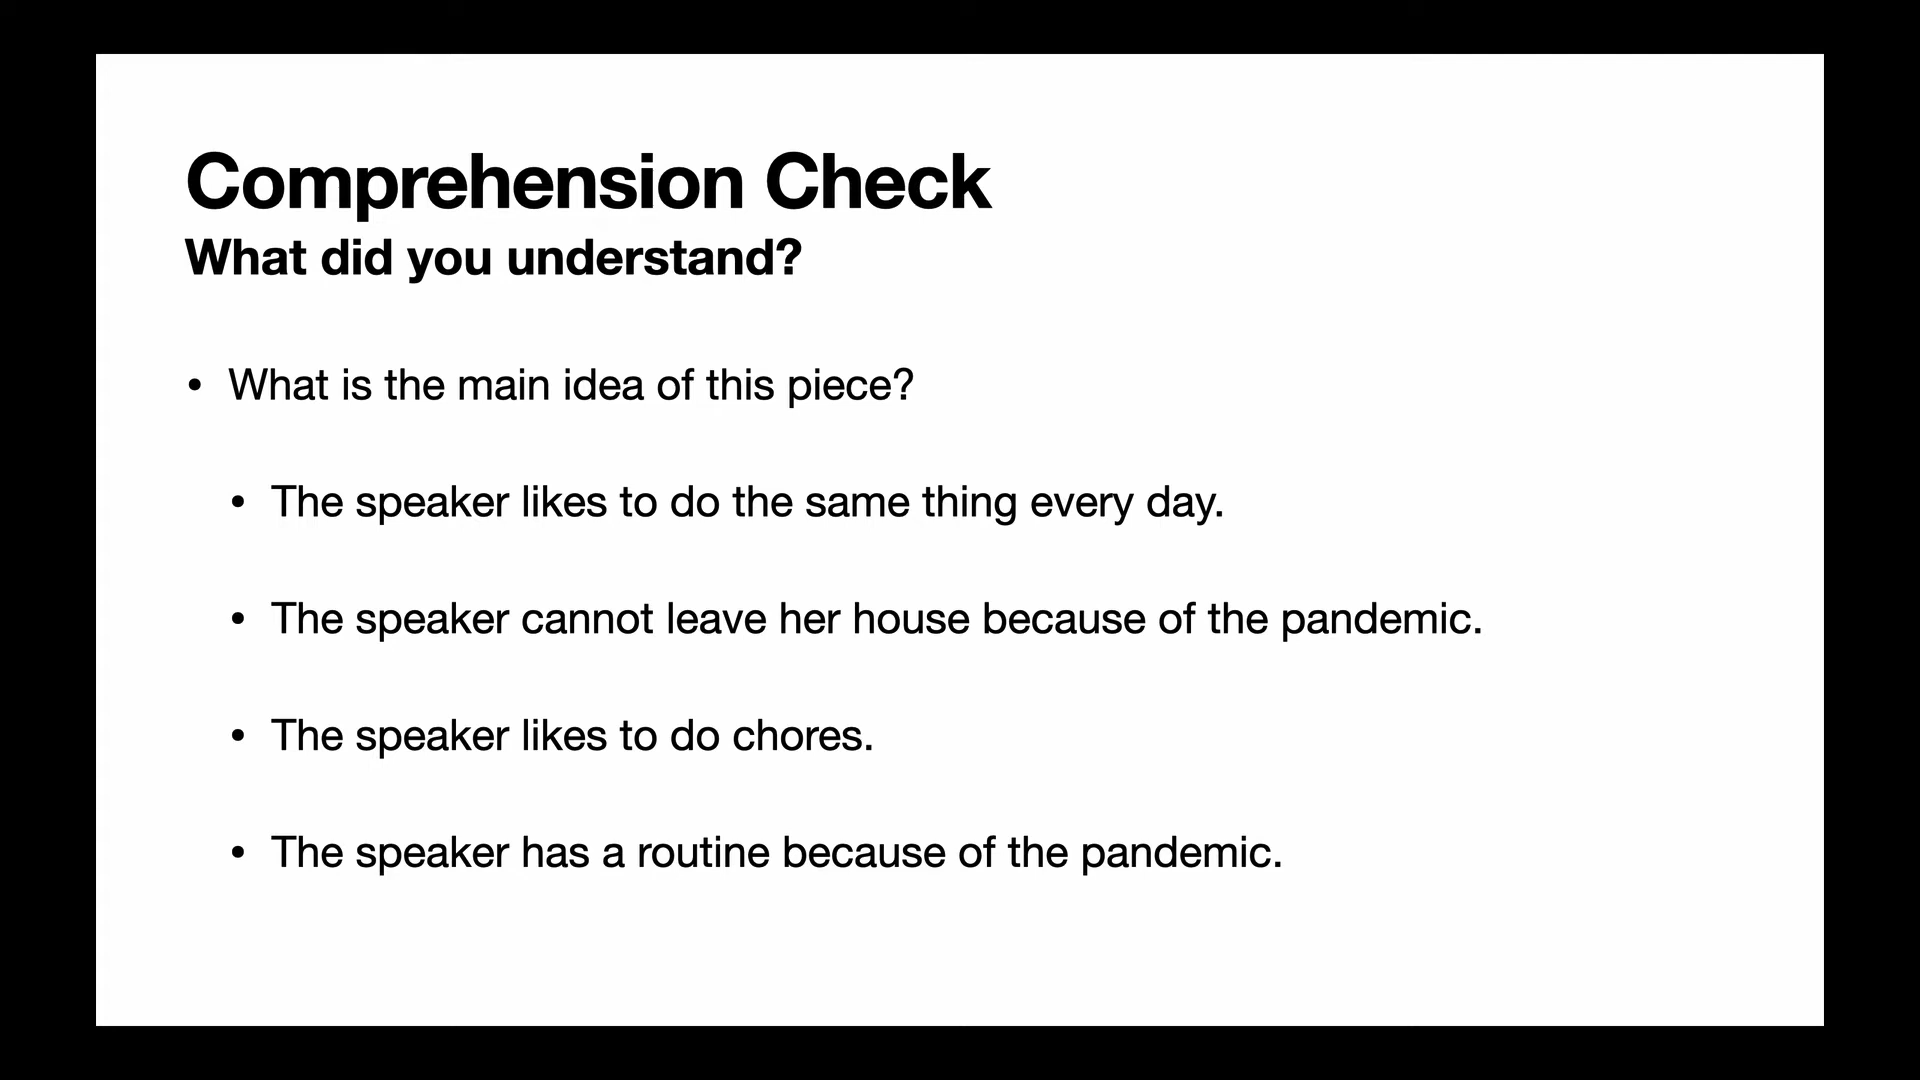 Comprehension Check
What did you understand?
• What is the main idea of this piece?
• The speaker likes to do the same thing every day.
• The speaker cannot leave her house because of the pandemic.
• The speaker likes to do chores.
• The speaker has a routine because of the pandemic.